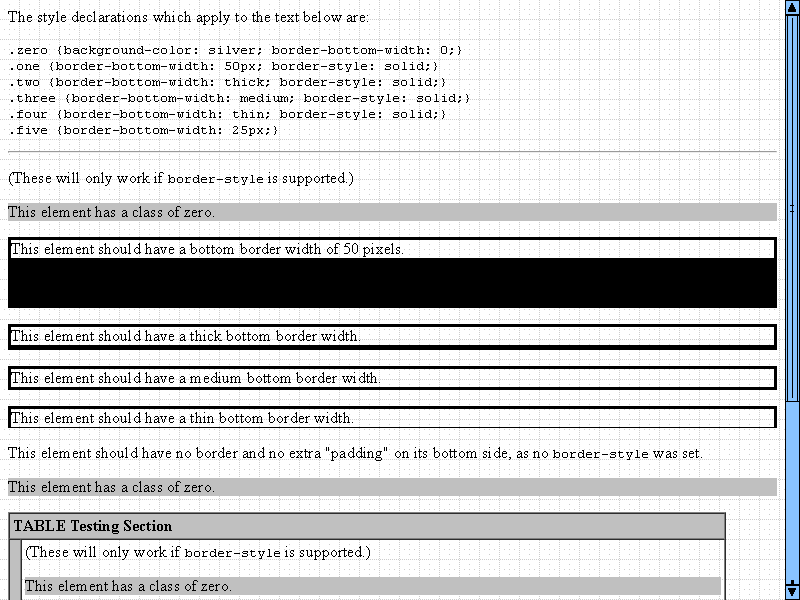 The style declarations which apply to the text below are:
.zero {background-color: silver; border-bottom-width: 0;}
.one {border-bottom-width: 50px; border-style: solid;}
.two {border-bottom-width: thick; border-style: solid;}
.three {border-bottom-width: medium; border-style: solid;}
.four {border-bottom-width: thin; border-style: solid;}
.five {border-bottom-width: 25px;}
(These will only work if border-style is supported.)
This element has a class of zero.
This element should have a bottom border width of 50 pixels.
This element should have a thick bottom border width.
This element should have a medium bottom border width.
This element should have a thin bottom border width.
This element should have no border and no extra "padding" on its bottom side, as no border-style was set.
This element has a class of zero.
TABLE Testing Section
(These will only work if border-style is supported.)
This element has a class of zero.